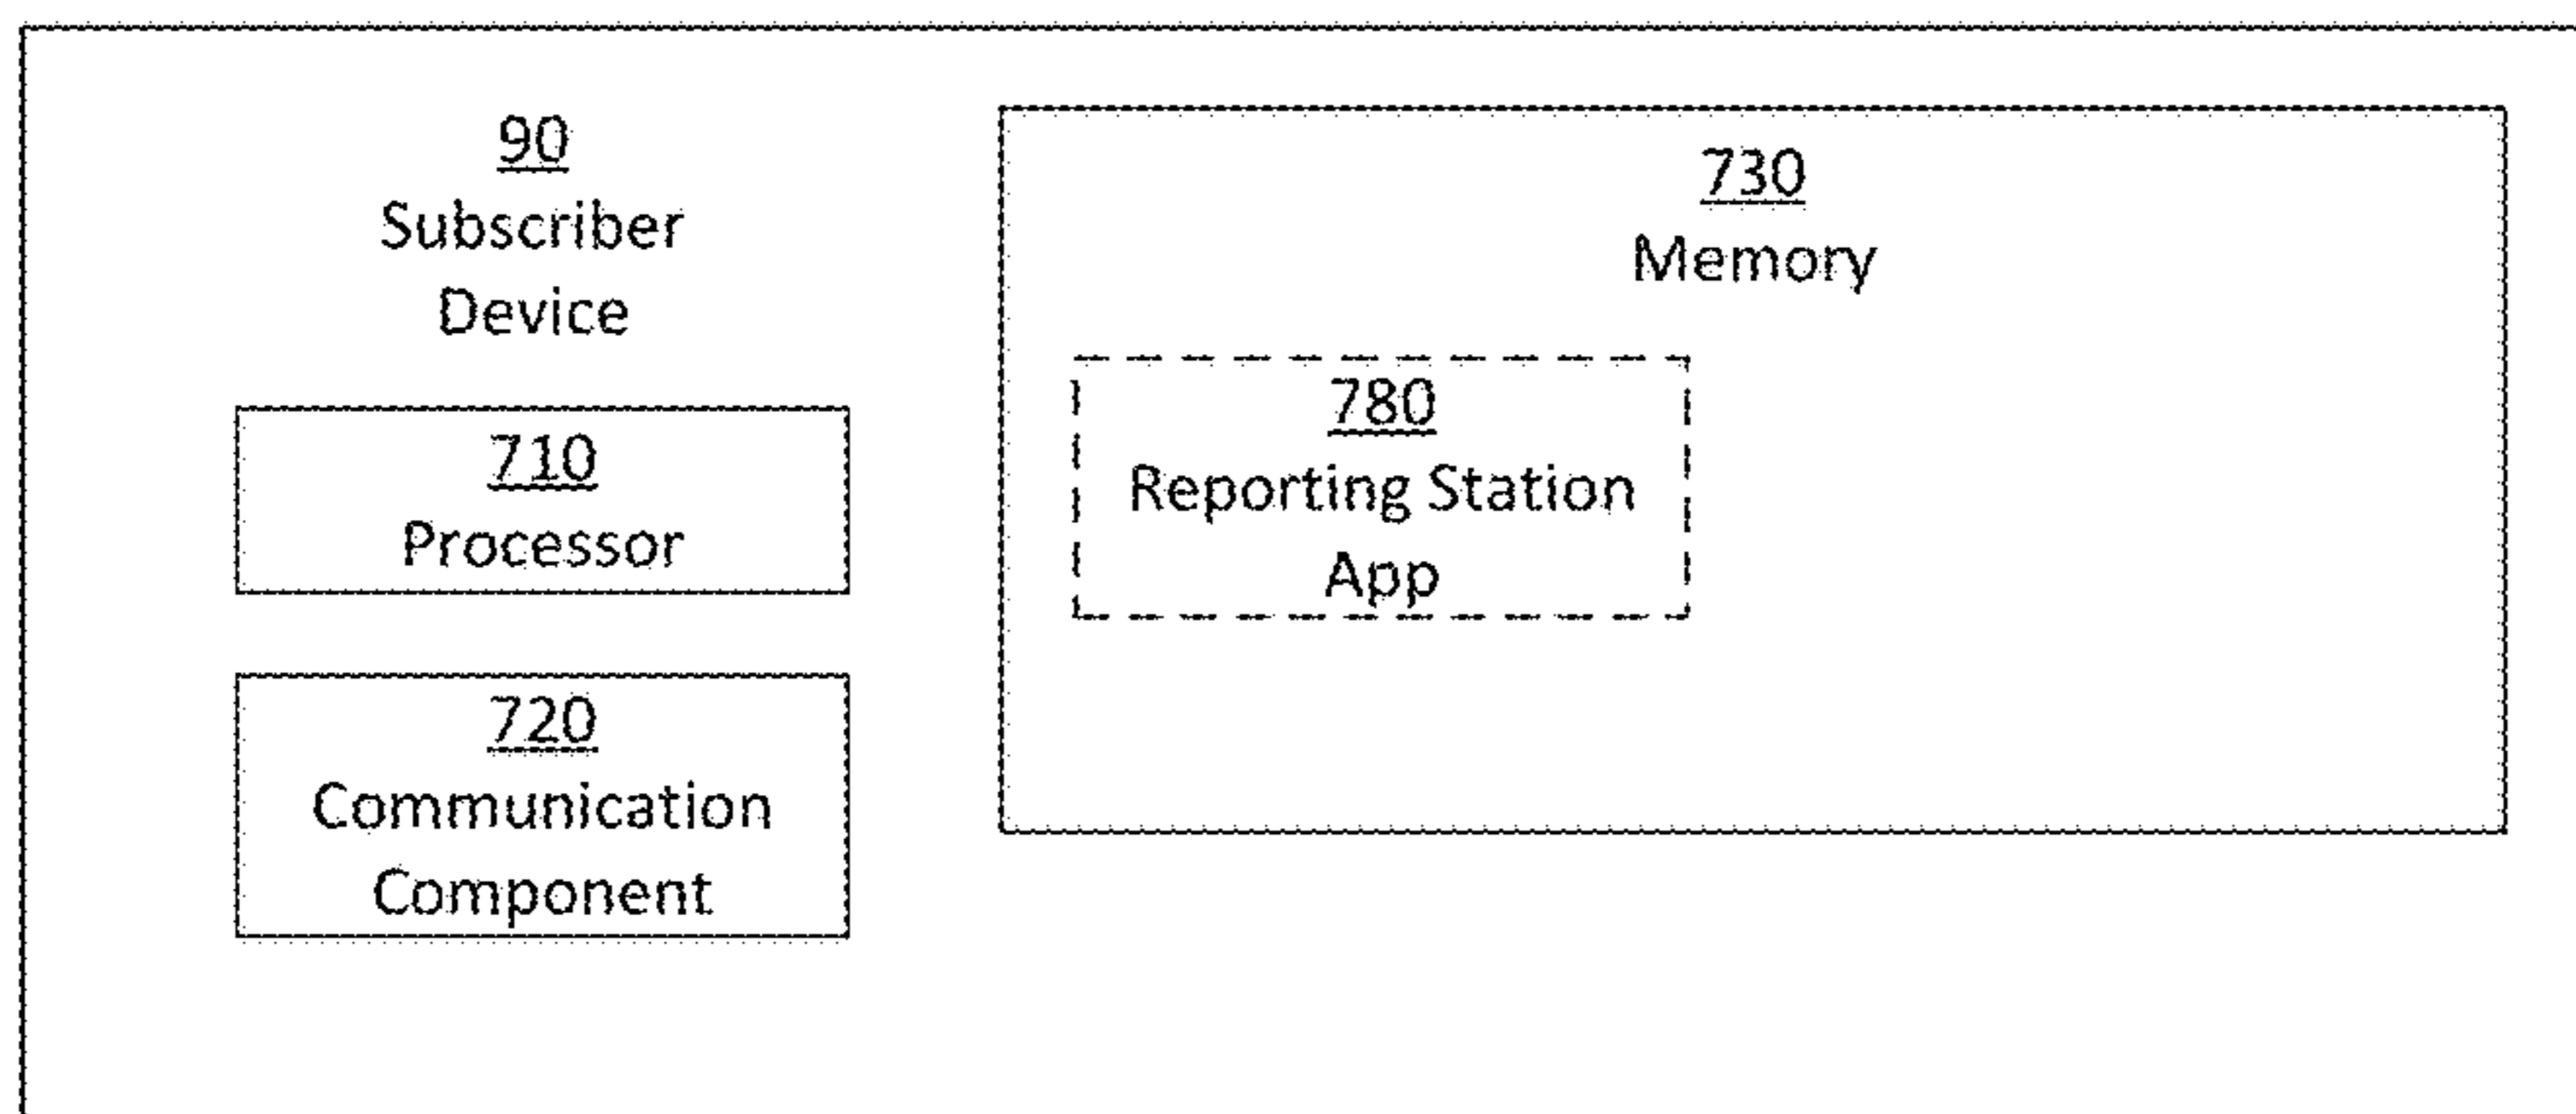 90
Subscriber
Device
710
Processor
720
Communication
Component
730
Memory
780
Reporting Station
App